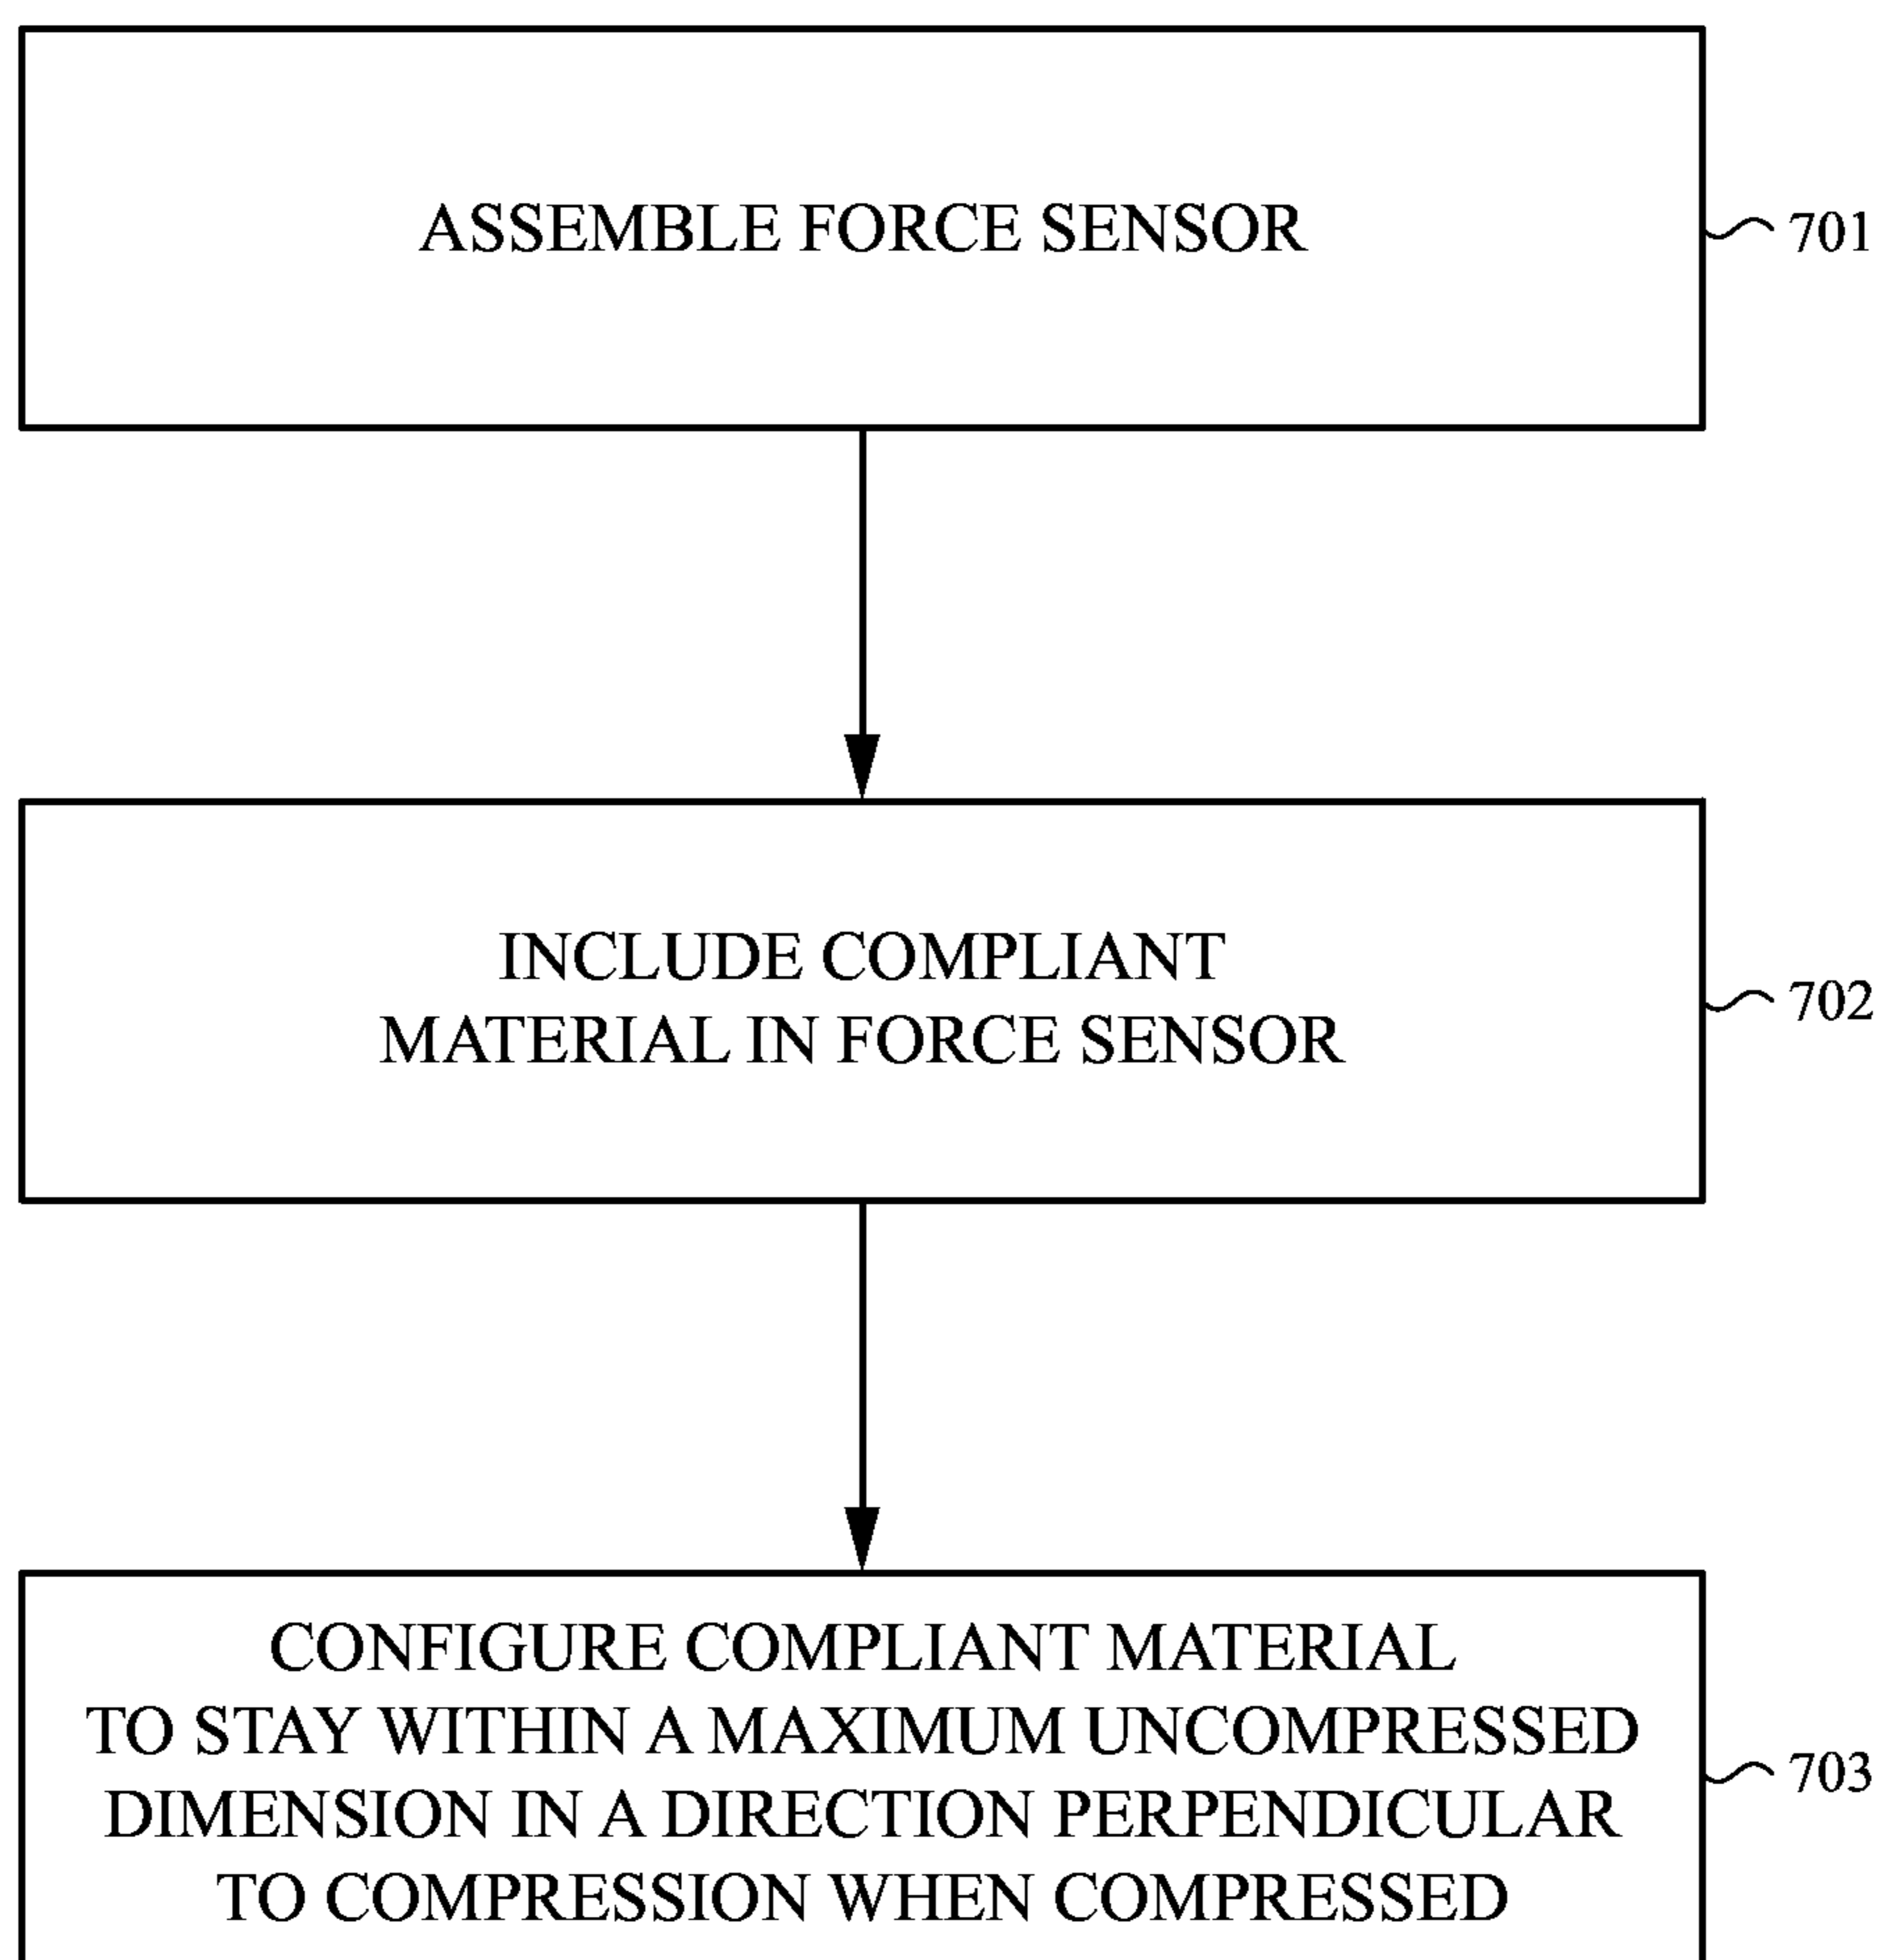 ASSEMBLE FORCE SENSOR
701
INCLUDE COMPLIANT
MATERIAL IN FORCE SENSOR
702
CONFIGURE COMPLIANT MATERIAL
TO STAY WITHIN A MAXIMUM UNCOMPRESSED
DIMENSION IN A DIRECTION PERPENDICULAR
TO COMPRESSION WHEN COMPRESSED
703